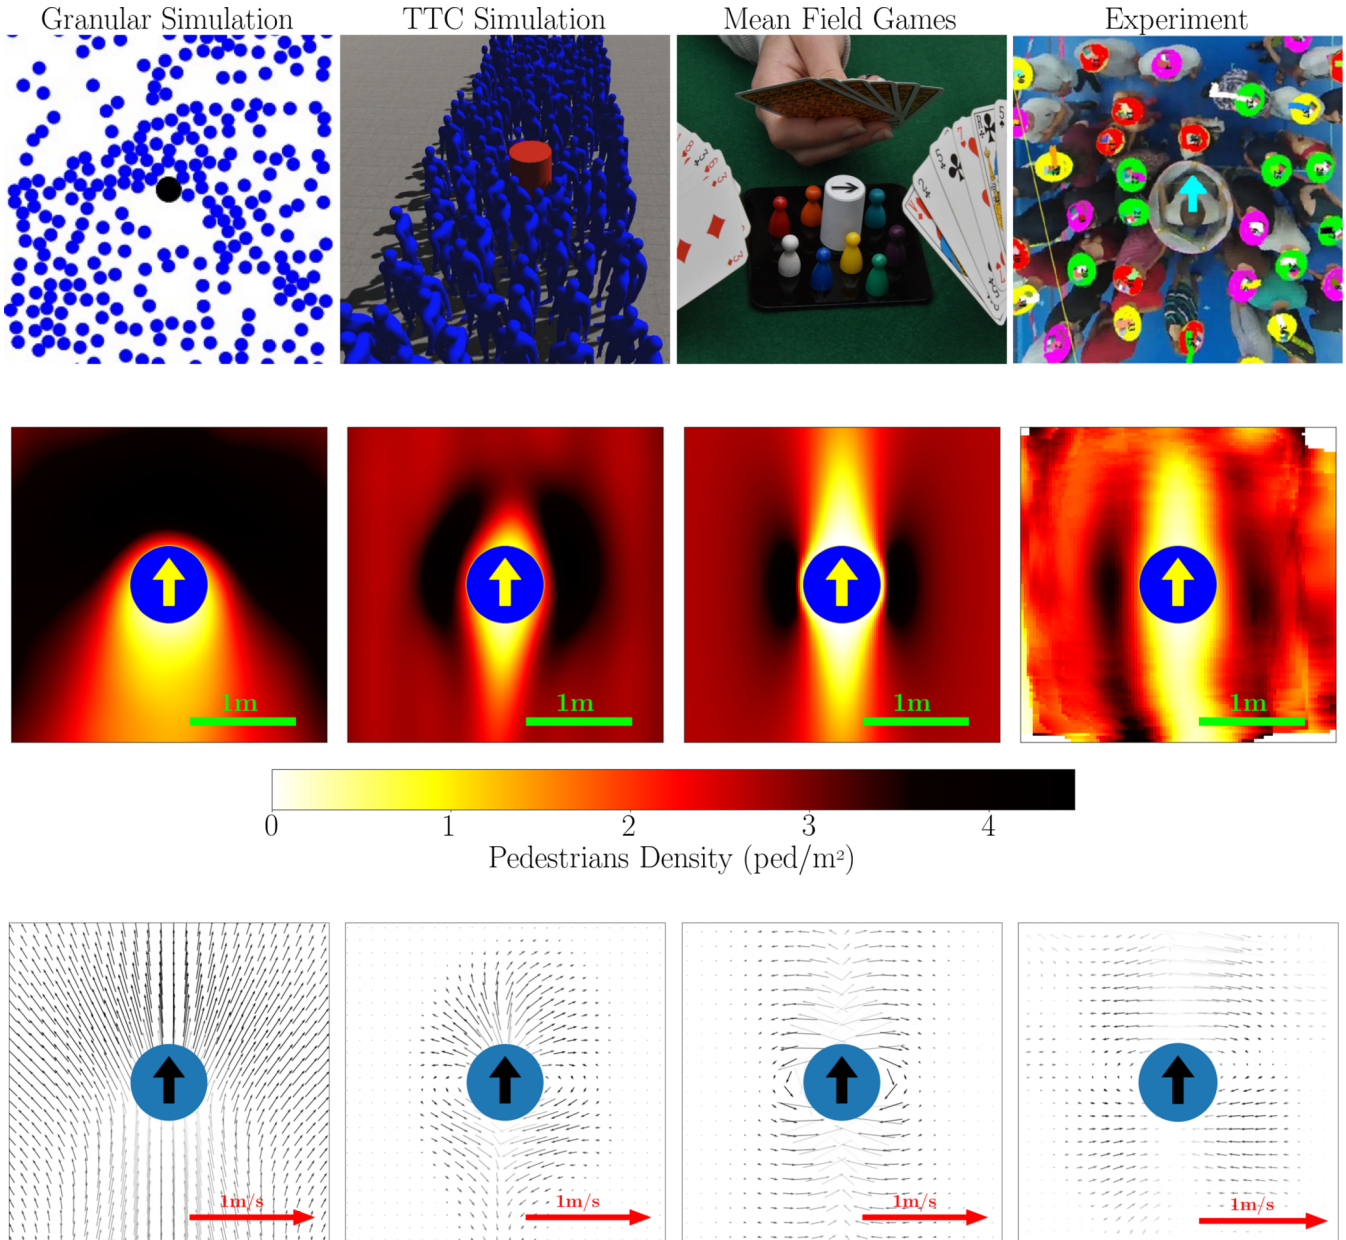 Granular Simulation
TTC Simulation
Mean Field Games
Experiment
1m
1m
1m
1m
0 1 2 3 4
Pedestrians Density (ped/m²)
1m/s
1m/s
1m/s
1m/s